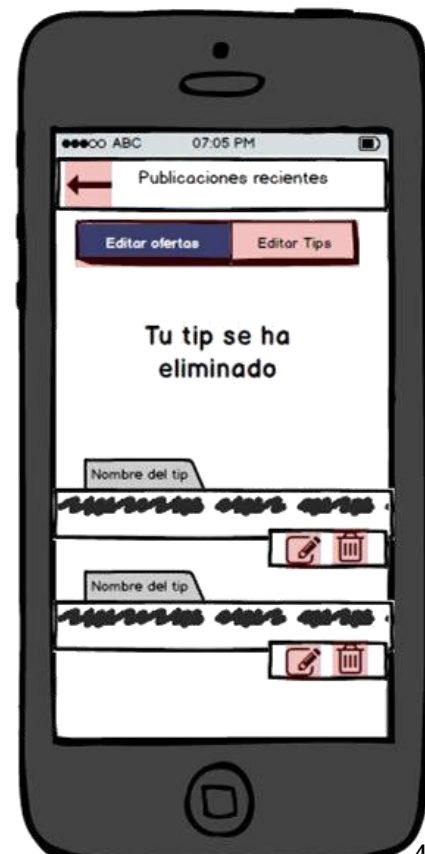 ABC 07:05 PM
Publicaciones recientes
Editar ofertas Editar Tips
Tu tip se ha
eliminado
Nombre del tip
Nombre del tip
4